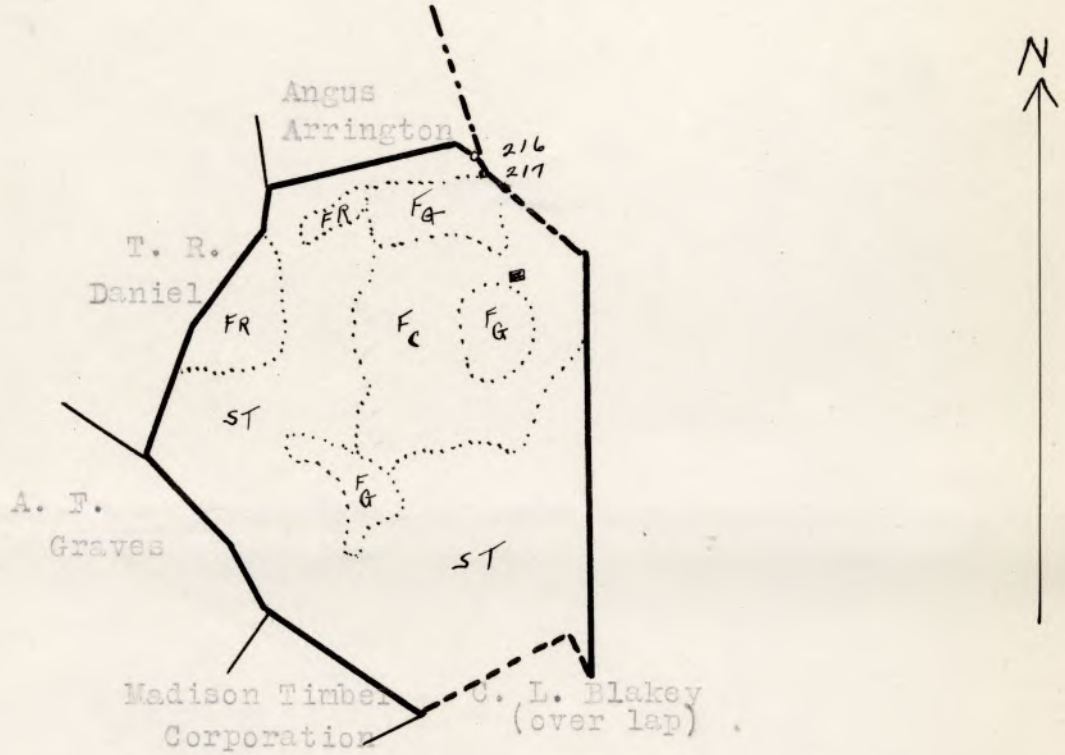 N
Angus
Arrington
216
217
FR
FG
T. R.
Daniel
FR
FC
FG
ST
FG
A. F.
Graves
ST
Madison Timber
Corporation
C. L. Blakey
(over lap) .